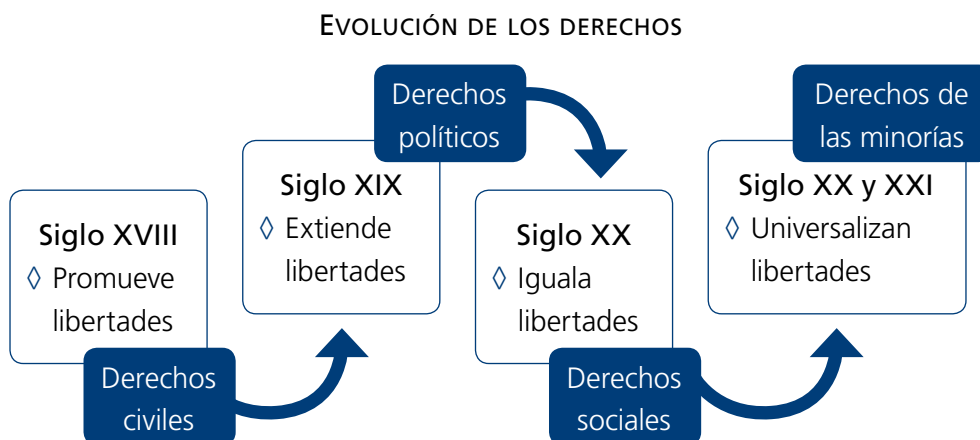 EVOLUCIÓN DE LOS DERECHOS
Siglo XVIII
◊ Promueve
libertades
Derechos
civiles
Derechos
políticos
Siglo XIX
◊ Extiende
libertades
Siglo XX
◊ Iguala
libertades
Derechos
sociales
Derechos de
las minorías
Siglo XX y XXI
◊ Universalizan
libertades